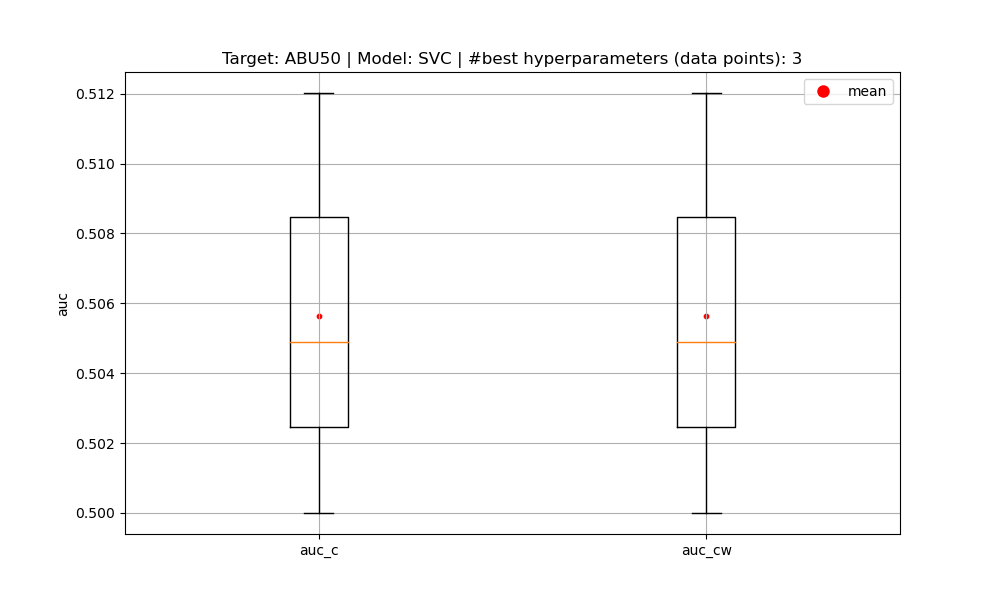 Target: ABU50 | Model: SVC | #best hyperparameters (data points): 3
mean
0.512
0.510
0.508
0.506
0.504
0.502
0.500
auc
auc_c
auc_cw